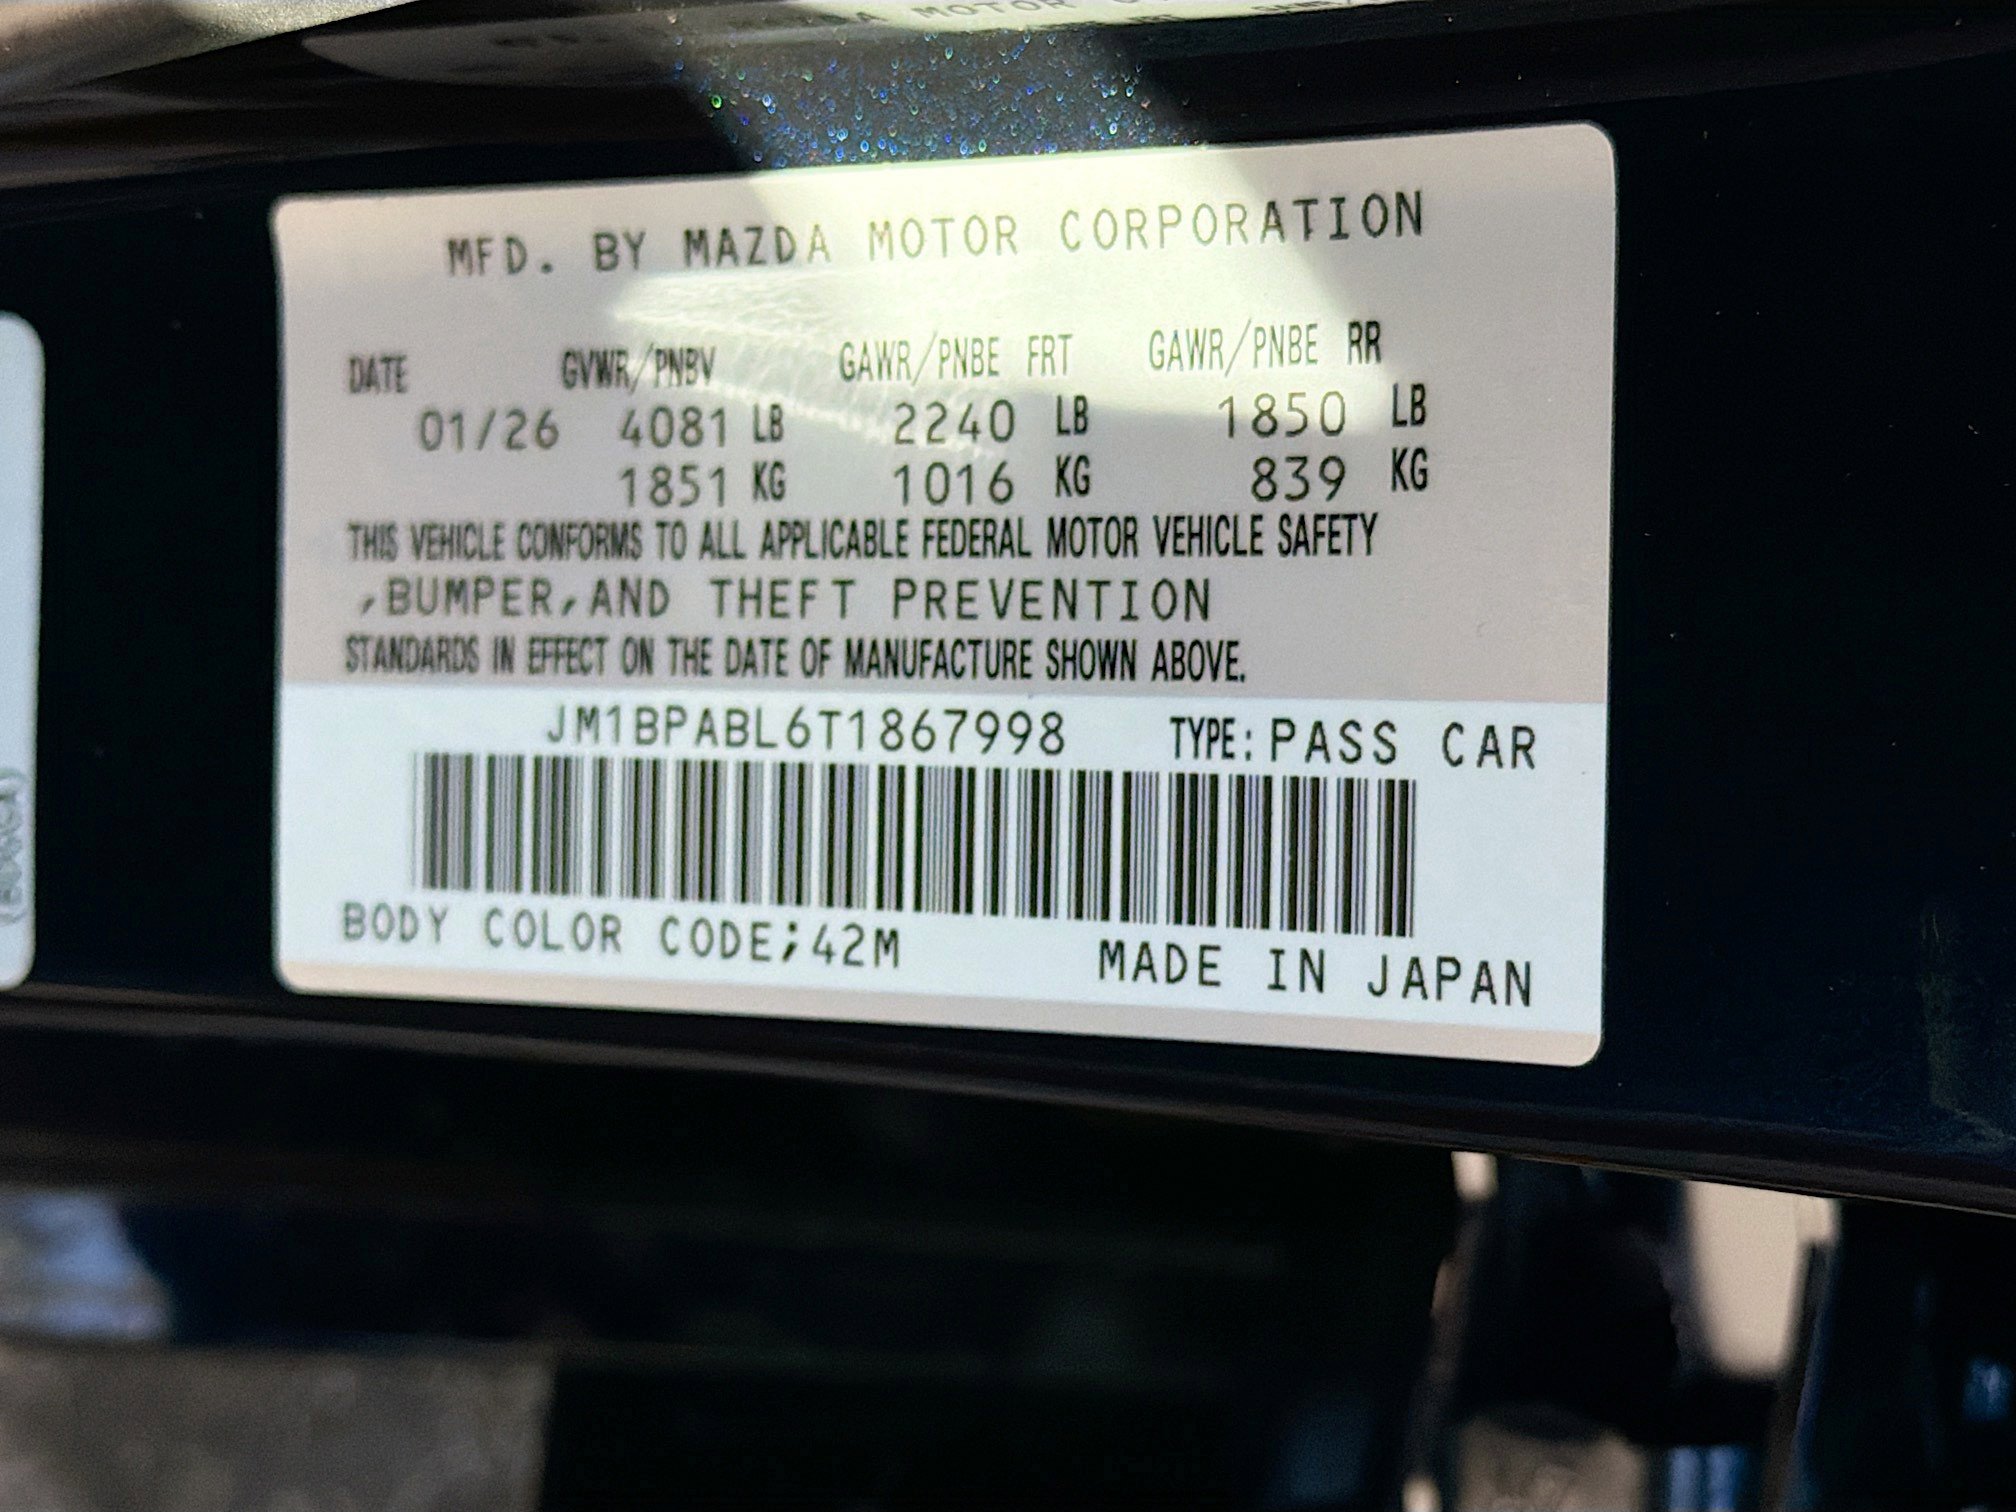 MFD. BY MAZDA MOTOR CORPORATION
DATE GVWR/PNBV GAWR/PNBE FRT GAWR/PNBE RR
01/26 4081 LB 2240 LB 1850 LB
1851 KG 1016 KG 839 KG
THIS VEHICLE CONFORMS TO ALL APPLICABLE FEDERAL MOTOR VEHICLE SAFETY
,BUMPER,AND THEFT PREVENTION
STANDARDS IN EFFECT ON THE DATE OF MANUFACTURE SHOWN ABOVE.
JM1BPABL6T1867998 TYPE:PASS CAR
BODY COLOR CODE;42M MADE IN JAPAN